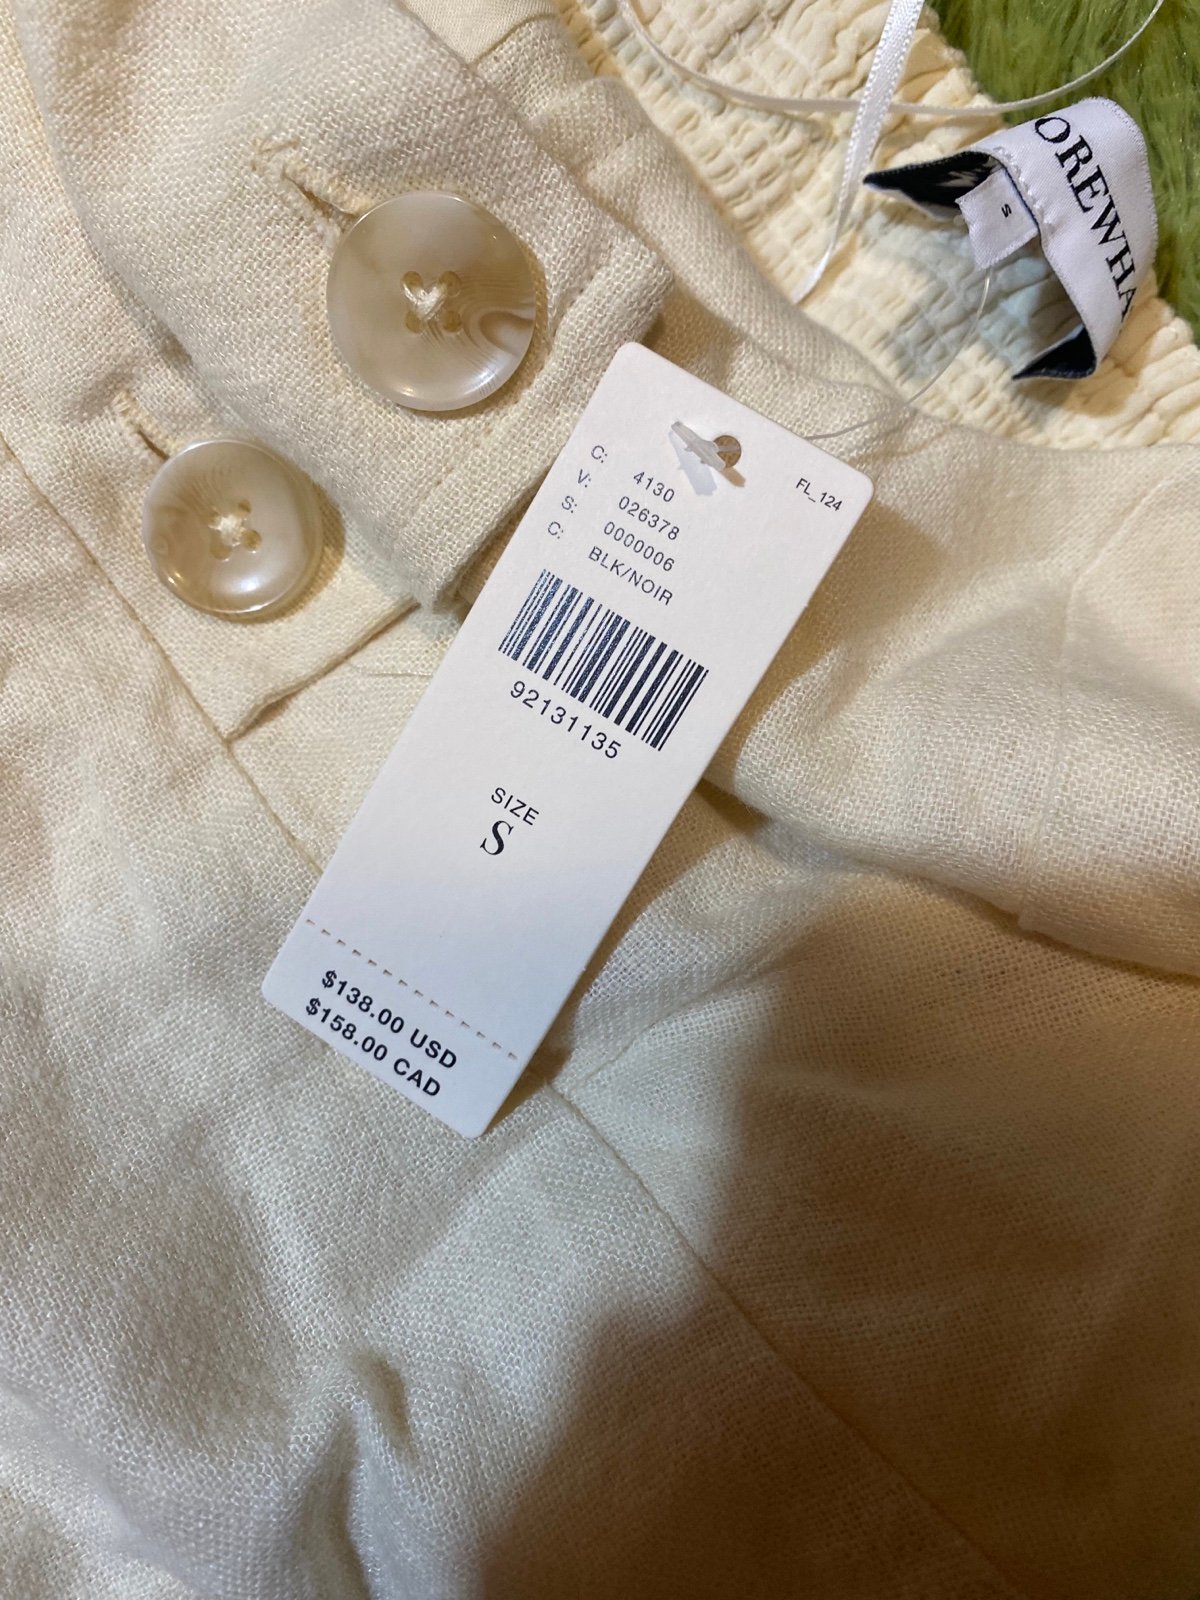 OREWHA
S
FL_124
C: 4130
V: 026378
S: 0000006
C: BLK/NOIR
92131135
SIZE
S
$138.00 USD
$158.00 CAD